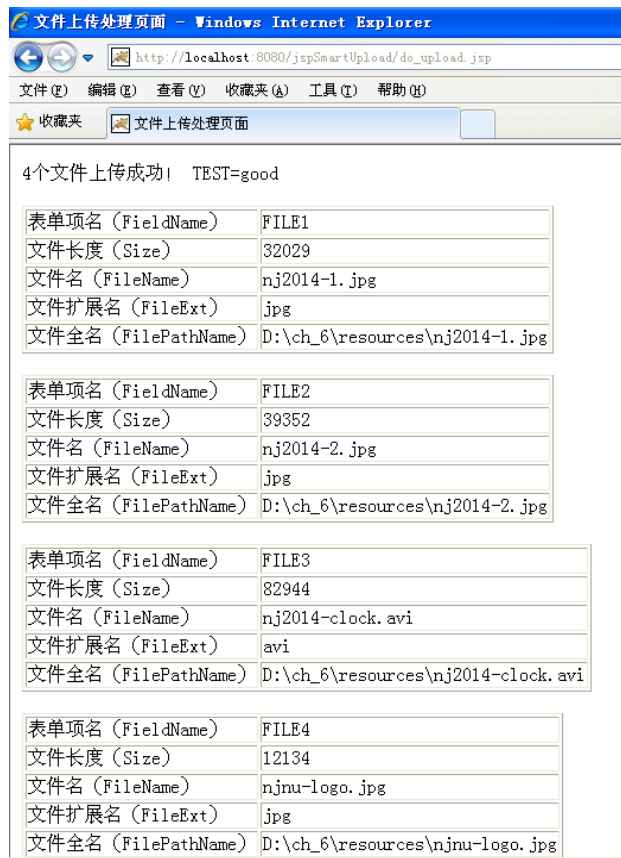 文件上传处理页面 - Windows Internet Explorer
http://localhost:8080/jspSmartUpload/do_upload.jsp
文件(F) 编辑(E) 查看(V) 收藏夹(A) 工具(T) 帮助(H)
收藏夹 文件上传处理页面
4个文件上传成功! TEST=good
表单项名(FieldName) FILE1
文件长度(Size) 32029
文件名(FileName) nj2014-1.jpg
文件扩展名(FileExt) jpg
文件全名(FilePathName) D:\ch_6\resources\nj2014-1.jpg
表单项名(FieldName) FILE2
文件长度(Size) 39352
文件名(FileName) nj2014-2.jpg
文件扩展名(FileExt) jpg
文件全名(FilePathName) D:\ch_6\resources\nj2014-2.jpg
表单项名(FieldName) FILE3
文件长度(Size) 82944
文件名(FileName) nj2014-clock.avi
文件扩展名(FileExt) avi
文件全名(FilePathName) D:\ch_6\resources\nj2014-clock.avi
表单项名(FieldName) FILE4
文件长度(Size) 12134
文件名(FileName) njnu-logo.jpg
文件扩展名(FileExt) jpg
文件全名(FilePathName) D:\ch_6\resources\njnu-logo.jpg